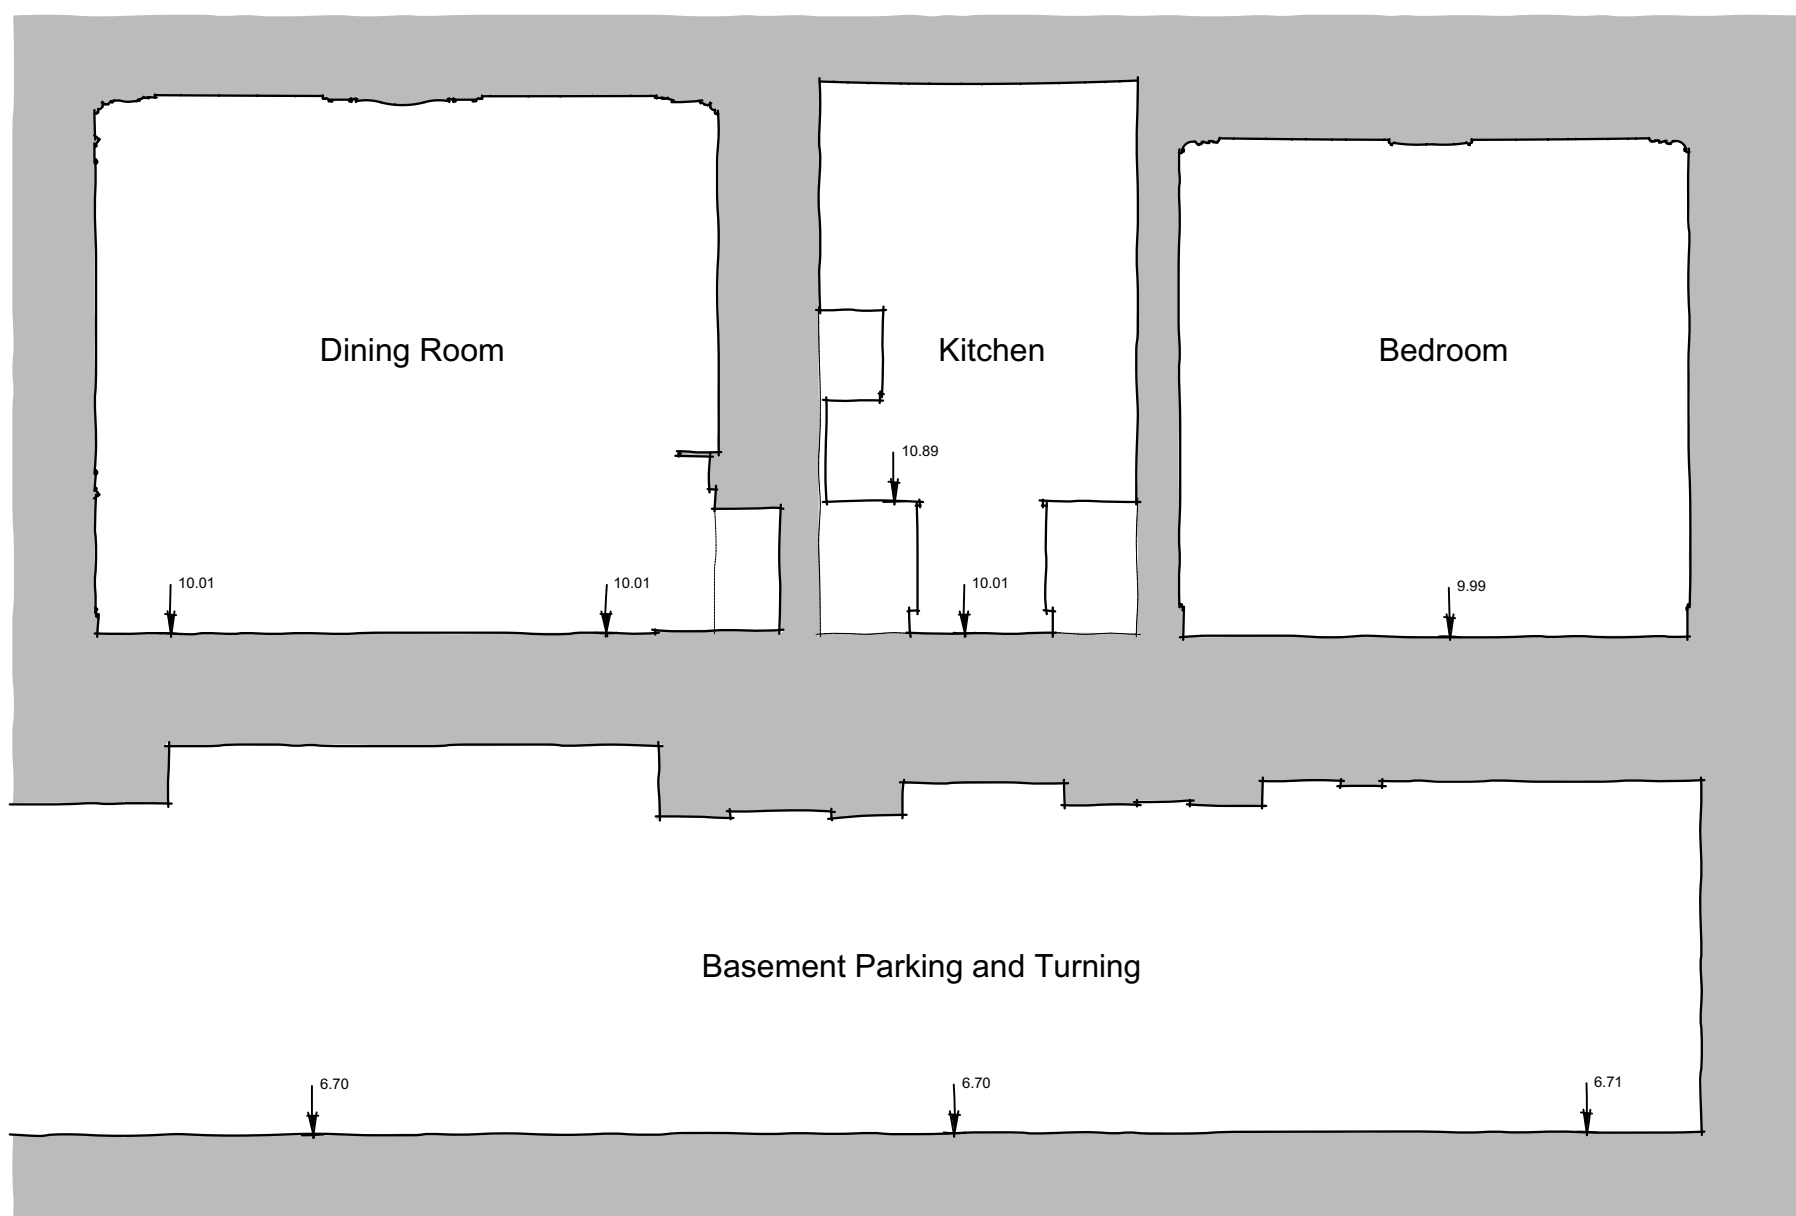 Dining Room
Kitchen
Bedroom
10.89
10.01
10.01
10.01
9.99
Basement Parking and Turning
6.70
6.70
6.71